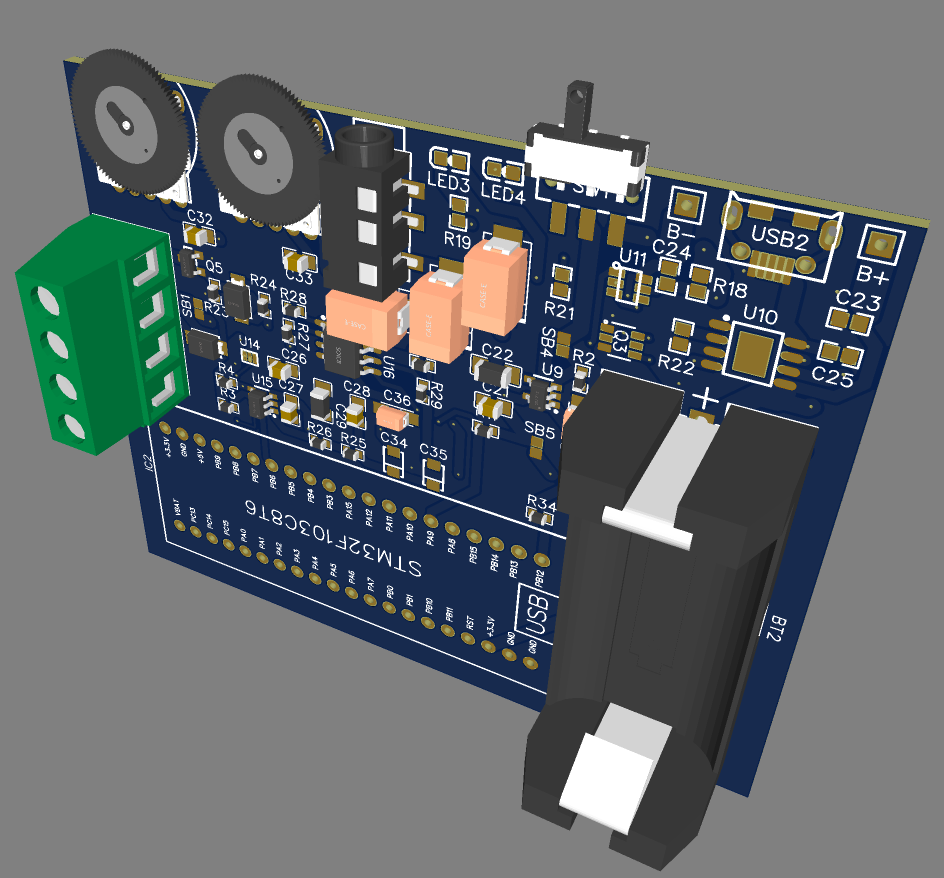 LED3
LED4
B-
USB2
B+
C32
R19
U11
C24
R18
C23
Q5
C33
R24
R28
R21
U10
SB1
R23
R27
Q3
R22
C25
U14
C26
U16
C22
SB4
U9
R2
R4
U15
C27
C28
C36
R29
R3
C29
SB5
+
R26
R25
C34
C35
R34
IC2
+3.3V
GND
+5V
PB9
PB8
PB7
PB6
PB5
PB4
PB3
PA15
PA12
PA11
PA10
PA9
PA8
PB15
PB14
PB13
PB12
STM32F103C8T6
VBAT
PC13
PC14
PC15
PA0
PA1
PA2
PA3
PA4
PA5
PA6
PA7
PB0
PB1
PB10
PB11
RST
+3.3V
GND
GND
USB
BT2